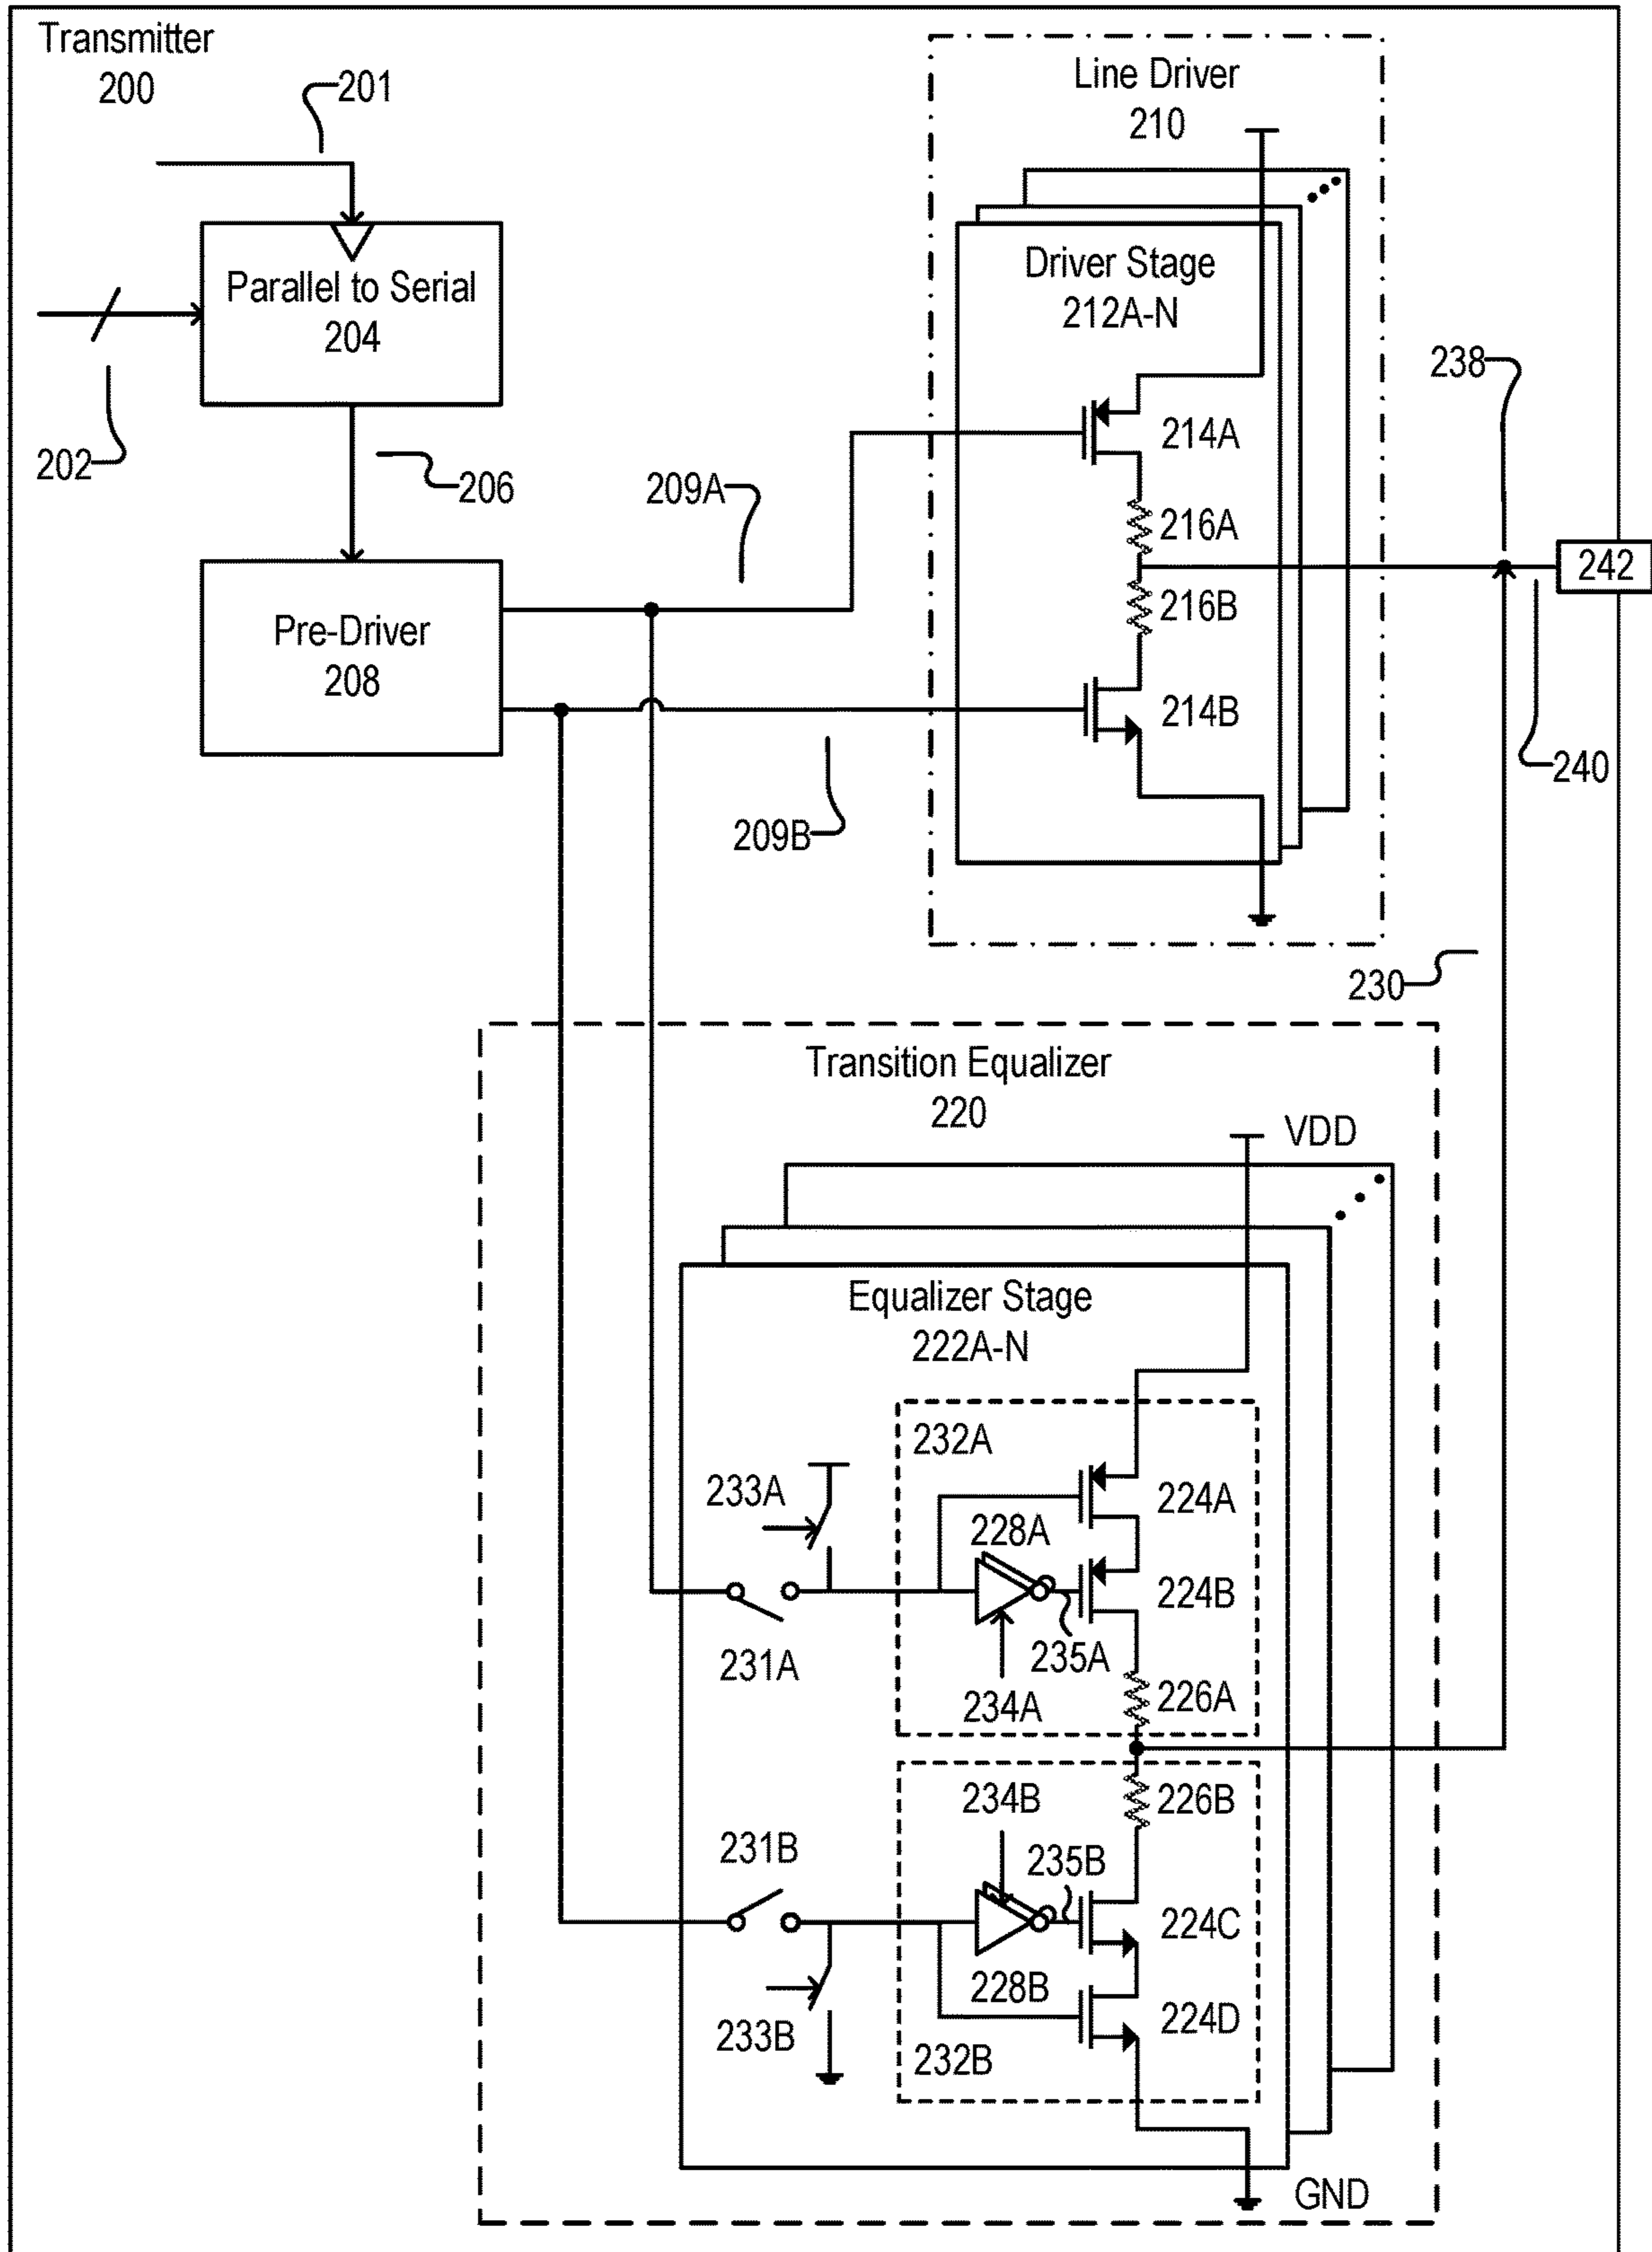 Transmitter
200
201
Parallel to Serial
204
202
206
Pre-Driver
208
209A
209B
Line Driver
210
Driver Stage
212A-N
214A
216A
216B
214B
238
242
240
230
Transition Equalizer
220
VDD
Equalizer Stage
222A-N
232A
233A
224A
228A
224B
231A
235A
234A
226A
234B
226B
231B
235B
224C
228B
233B
224D
232B
GND